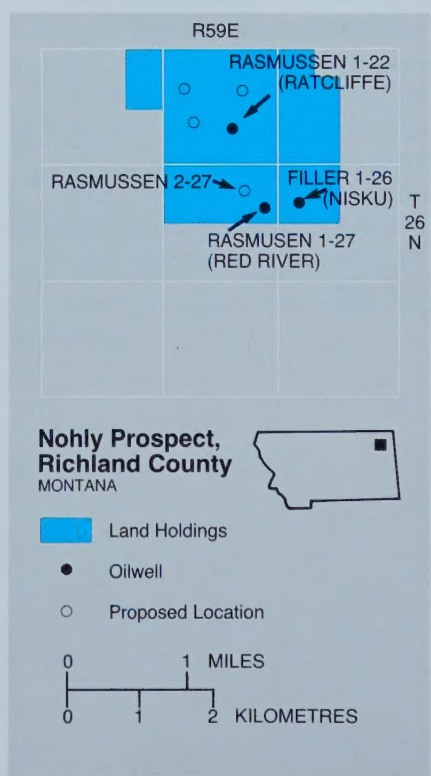 R59E
RASMUSSEN 1-22
(RATCLIFFE)
RASMUSSEN 2-27
FILLER 1-26
(NISKU)
T
26
N
RASMUSEN 1-27
(RED RIVER)
Nohly Prospect,
Richland County
MONTANA
Land Holdings
Oilwell
Proposed Location
0 1 MILES
0 1 2 KILOMETRES